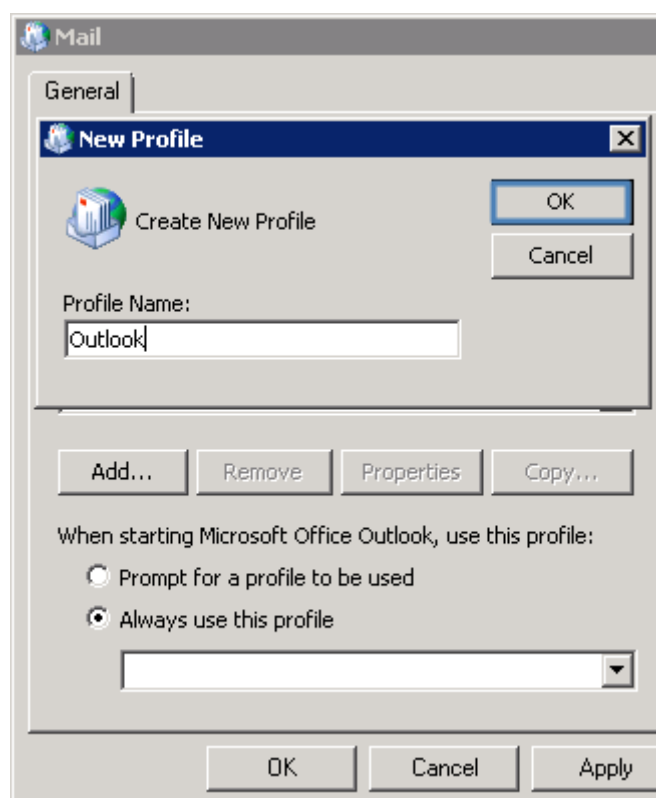 Mail
General
New Profile
Create New Profile
OK
Cancel
Profile Name:
Outlook
Add... Remove Properties Copy...
When starting Microsoft Office Outlook, use this profile:
Prompt for a profile to be used
Always use this profile
OK Cancel Apply